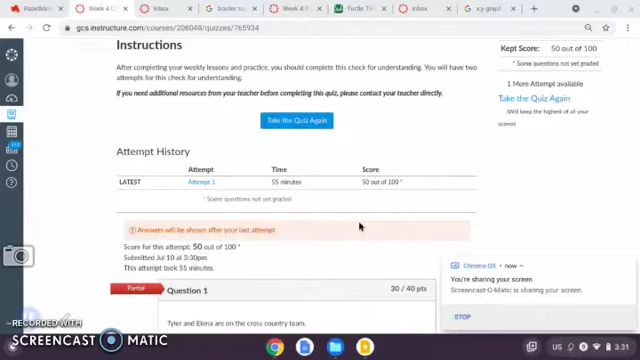 RapidIden
Week 4 C
Inbox
border su
Week 4 P
Turtle Ti
inbox
x,y graph
gcs.instructure.com/courses/206048/quizzes/765934
Instructions
After completing your weekly lessons and practice, you should complete this check for understanding. You will have two
attempts for this check for understanding.
If you need additional resources from your teacher before completing this quiz, please contact your teacher directly.
Take the Quiz Again
Attempt History
Attempt Time Score
LATEST Attempt 1 55 minutes 50 out of 100 *
* Some questions not yet graded
Answers will be shown after your last attempt
Score for this attempt: 50 out of 100 *
Submitted Jul 10 at 3:30pm
This attempt took 55 minutes.
Partial Question 1 30 / 40 pts
Tyler and Elena are on the cross country team.
Kept Score: 50 out of 100
* Some questions not yet graded
1 More Attempt available
Take the Quiz Again
(Will keep the highest of all your
scores)
Chrome OS • now
You're sharing your screen
Screencast-O-Matic is sharing your screen.
STOP
RECORDED WITH
SCREENCAST O MATIC
US 3:31